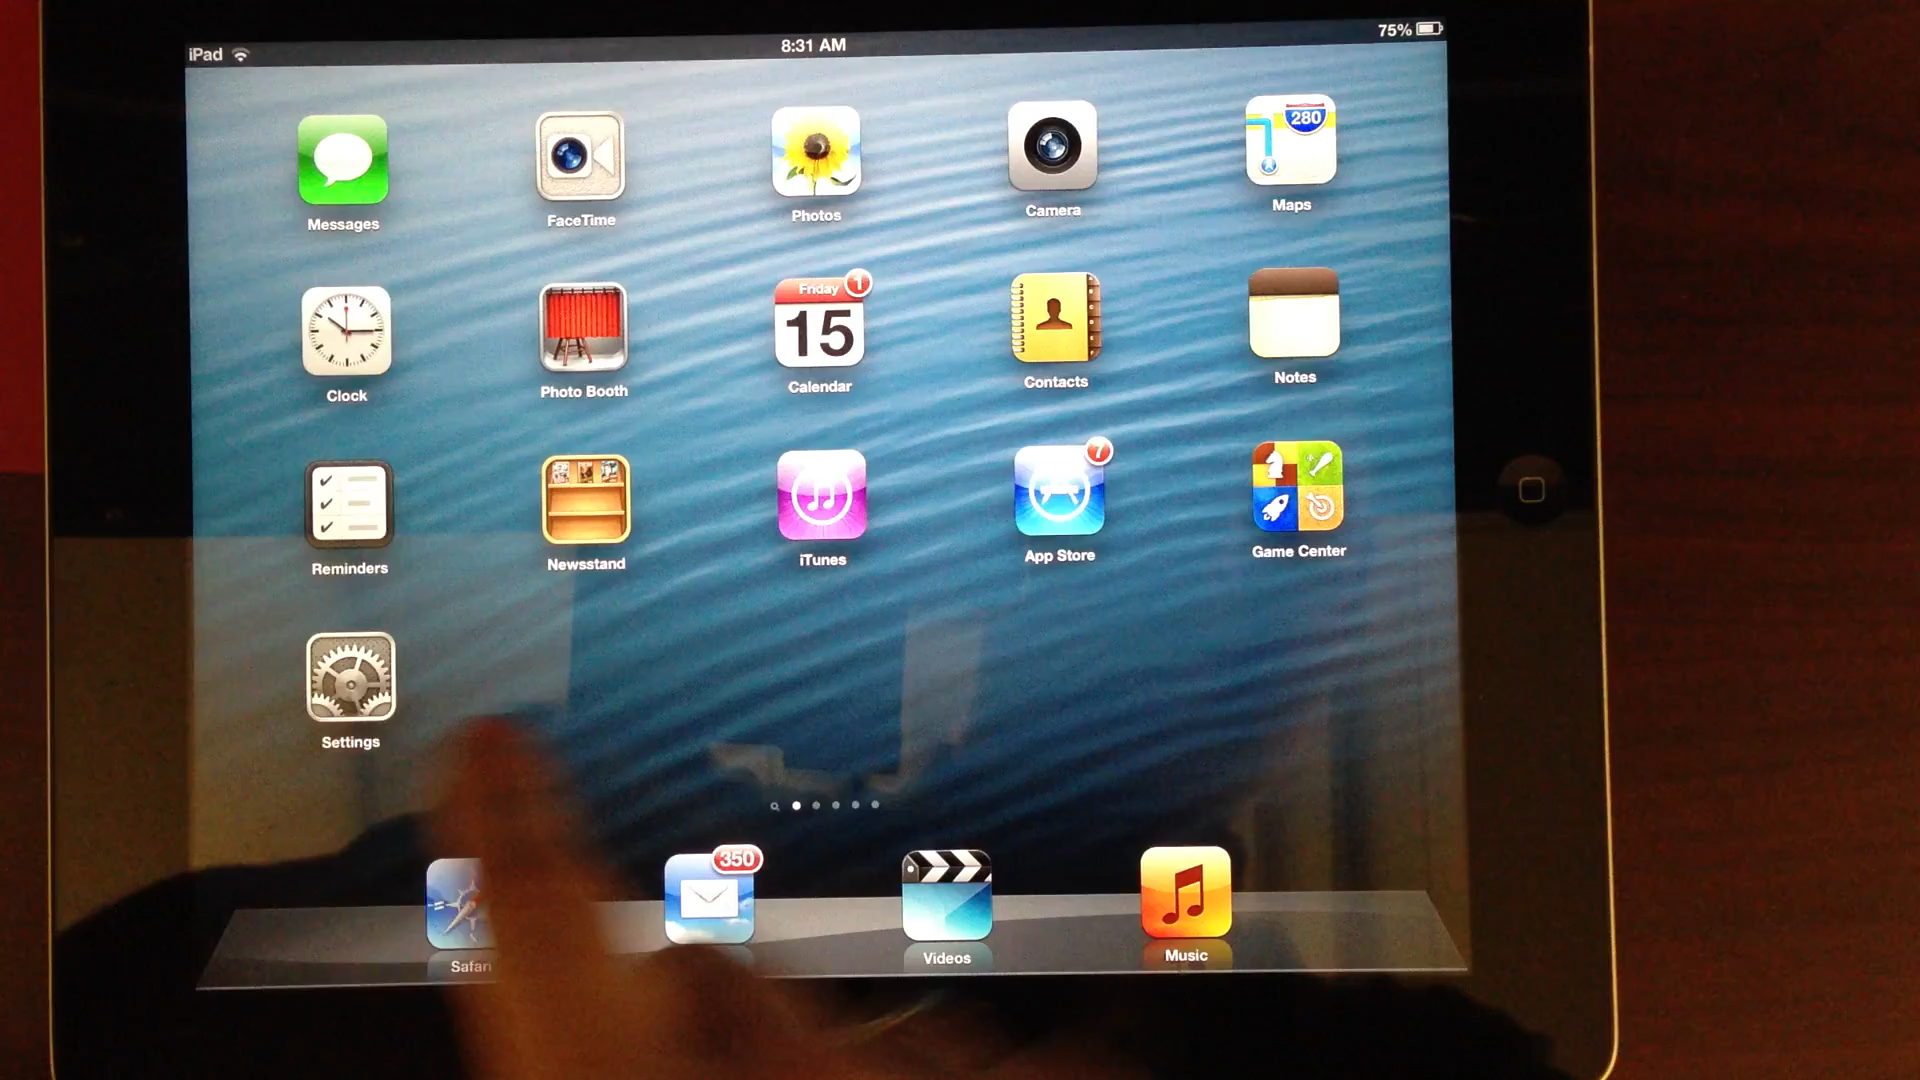 iPad 8:31 AM 75%
280
Messages FaceTime Photos Camera Maps
Friday 1
15
Clock Photo Booth Calendar Contacts Notes
7
Reminders Newsstand iTunes App Store Game Center
Settings
350
Safari Videos Music